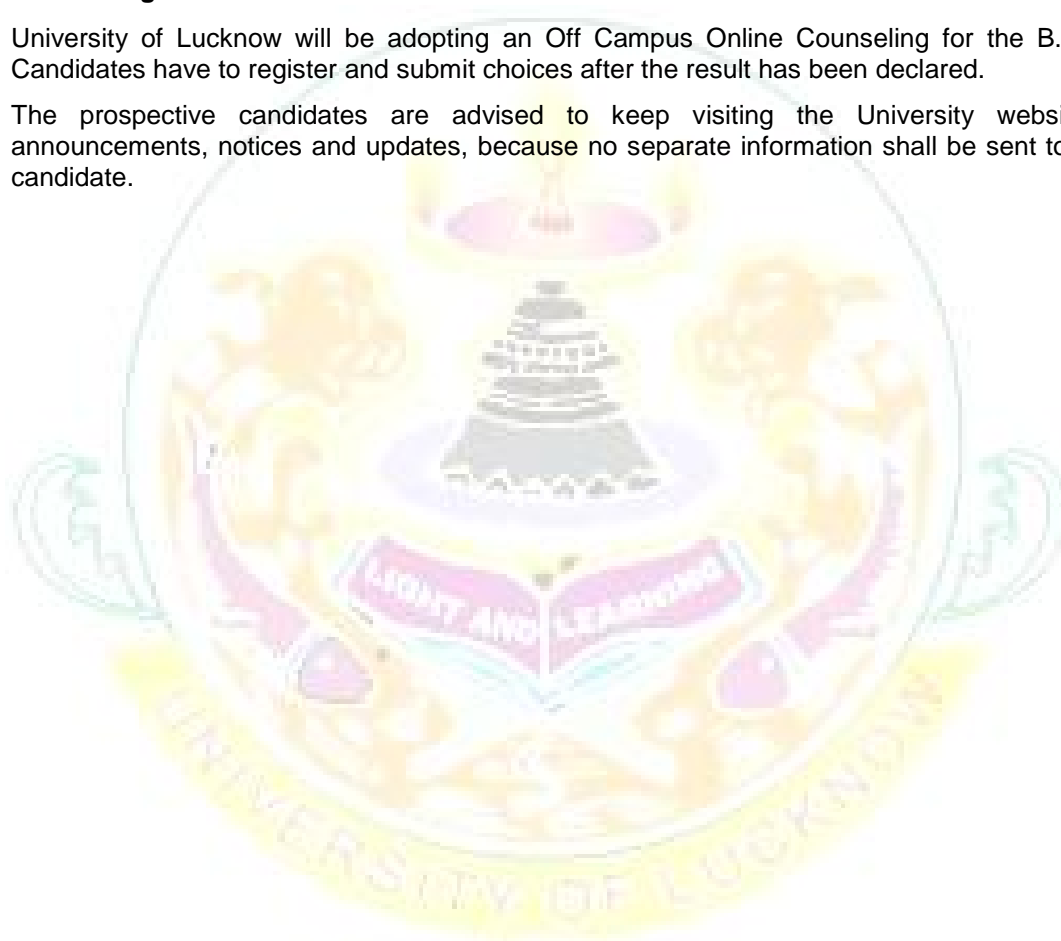 University of Lucknow will be adopting an Off Campus Online Counseling for the B.
Candidates have to register and submit choices after the result has been declared.
The prospective candidates are advised to keep visiting the University websi
announcements, notices and updates, because no separate information shall be sent to
candidate.
LIGHT AND LEARNING
UNIVERSITY OF LUCKNOW